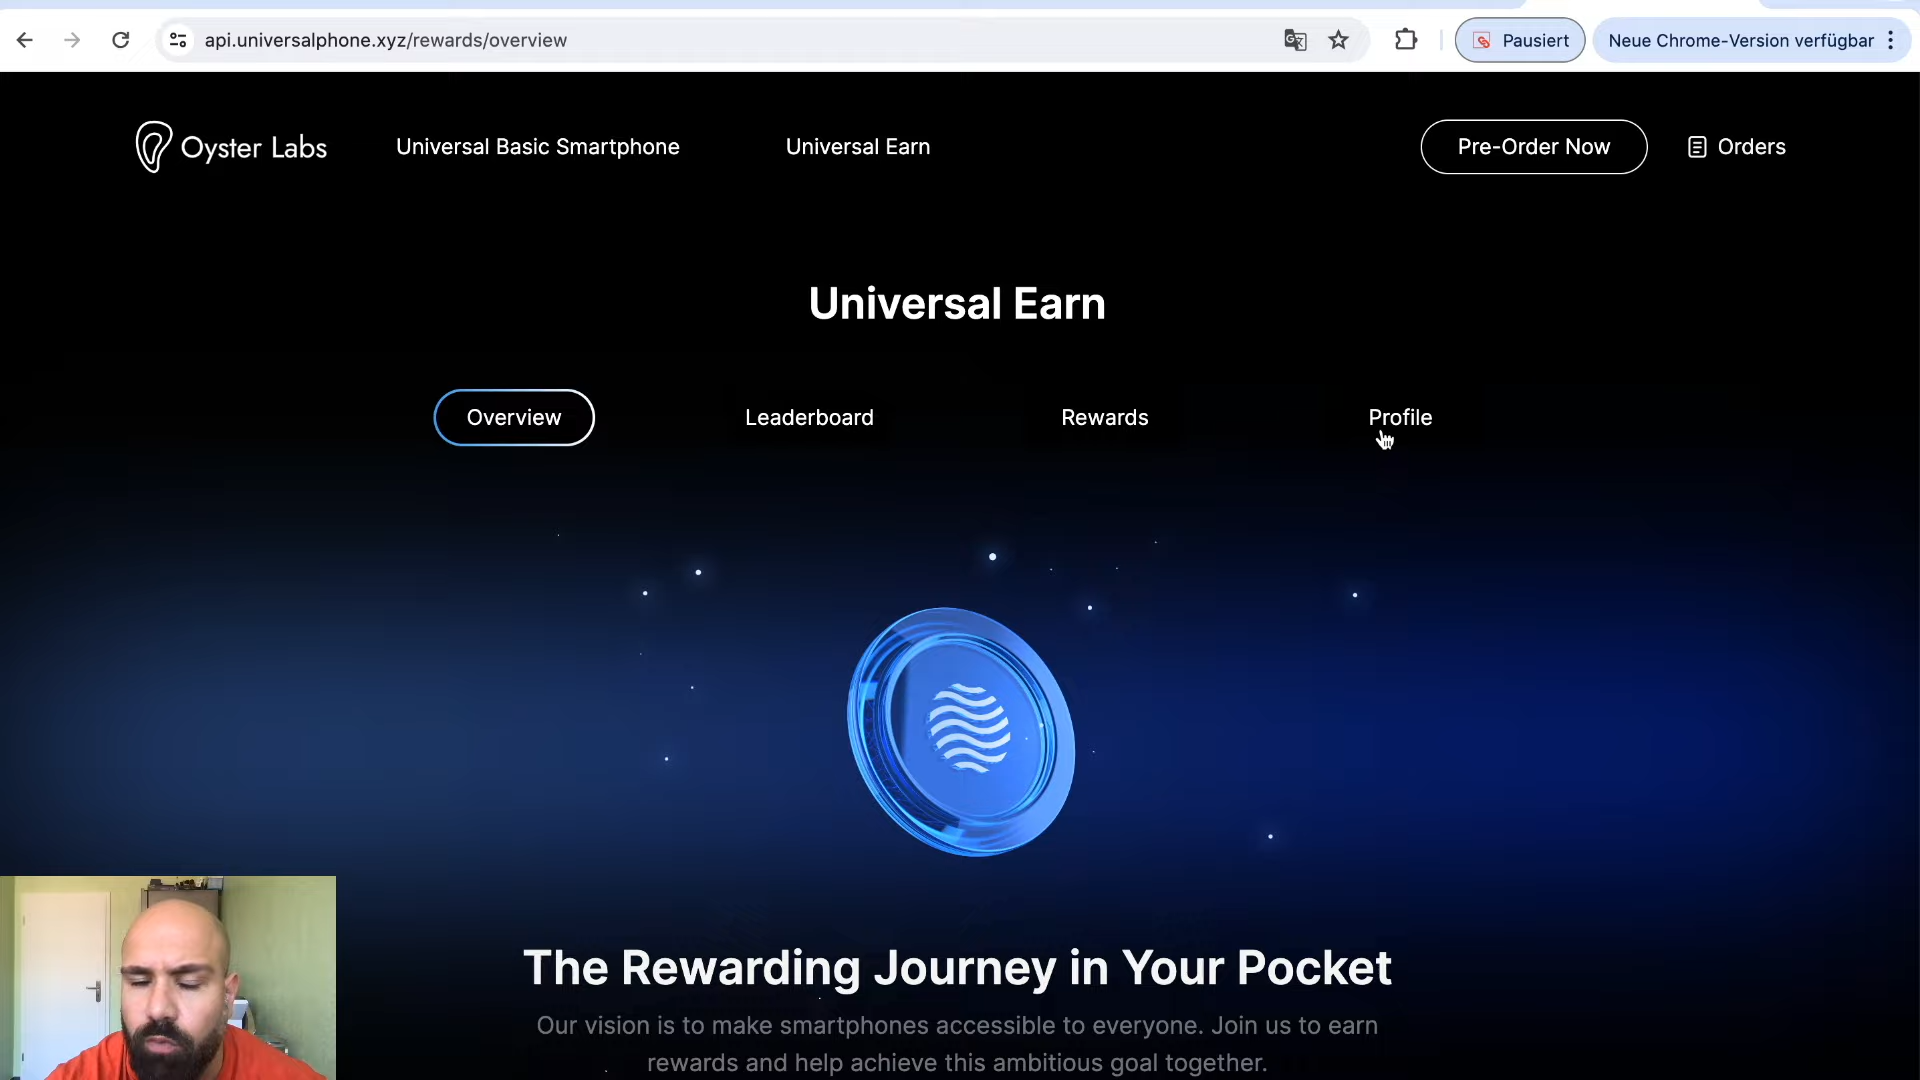 api.universalphone.xyz/rewards/overview
Pausiert
Neue Chrome-Version verfügbar
Oyster Labs
Universal Basic Smartphone
Universal Earn
Pre-Order Now
Orders
Universal Earn
Overview
Leaderboard
Rewards
Profile
The Rewarding Journey in Your Pocket
Our vision is to make smartphones accessible to everyone. Join us to earn
rewards and help achieve this ambitious goal together.